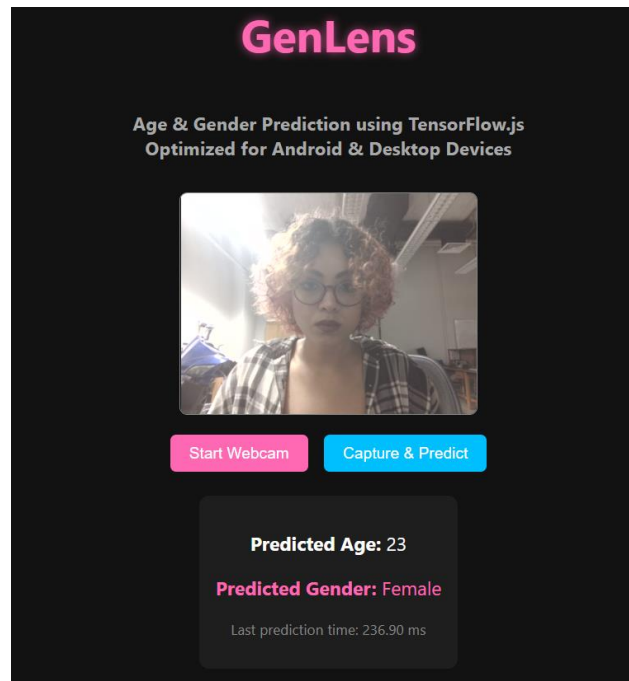 GenLens
Age & Gender Prediction using TensorFlow.js
Optimized for Android & Desktop Devices
Start Webcam
Capture & Predict
Predicted Age: 23
Predicted Gender: Female
Last prediction time: 236.90 ms